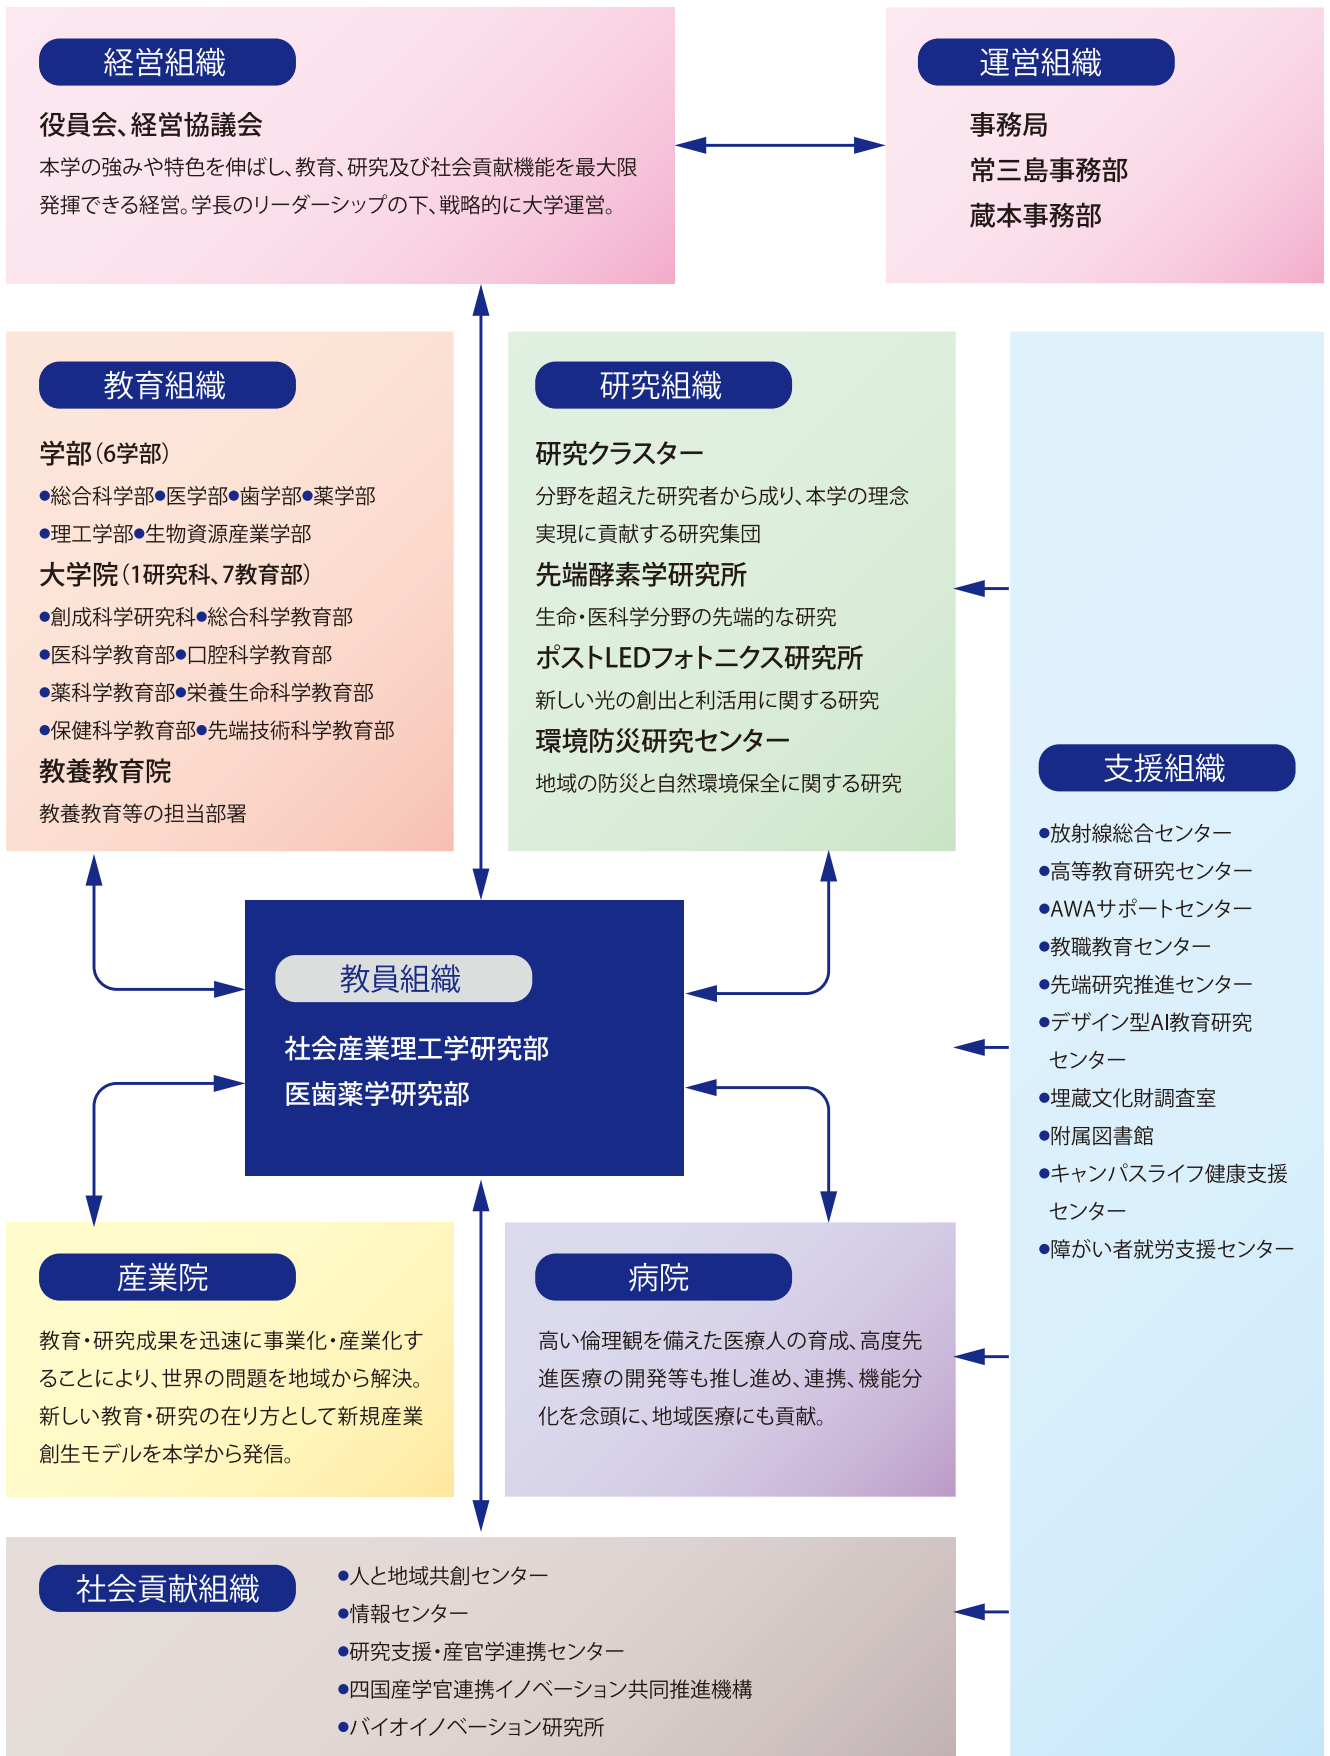 経営組織
役員会、経営協議会
本学の強みや特色を伸ばし、教育、研究及び社会貢献機能を最大限
発揮できる経営。学長のリーダーシップの下、戦略的に大学運営。
運営組織
事務局
常三島事務部
蔵本事務部
教育組織
学部（6学部）
●総合科学部●医学部●歯学部●薬学部
●理工学部●生物資源産業学部
大学院（1研究科、7教育部）
●創成科学研究科●総合科学教育部
●医科学教育部●口腔科学教育部
●薬科学教育部●栄養生命科学教育部
●保健科学教育部●先端技術科学教育部
教養教育院
教養教育等の担当部署
研究組織
研究クラスター
分野を超えた研究者から成り、本学の理念
実現に貢献する研究集団
先端酵素学研究所
生命・医科学分野の先端的な研究
ポストLEDフォトニクス研究所
新しい光の創出と利活用に関する研究
環境防災研究センター
地域の防災と自然環境保全に関する研究
支援組織
●放射線総合センター
●高等教育研究センター
●AWAサポートセンター
●教職教育センター
●先端研究推進センター
●デザイン型AI教育研究
センター
●埋蔵文化財調査室
●附属図書館
●キャンパスライフ健康支援
センター
●障がい者就労支援センター
教員組織
社会産業理工学研究部
医歯薬学研究部
産業院
教育・研究成果を迅速に事業化・産業化す
ることにより、世界の問題を地域から解決。
新しい教育・研究の在り方として新規産業
創生モデルを本学から発信。
病院
高い倫理観を備えた医療人の育成、高度先
進医療の開発等も推し進め、連携、機能分
化を念頭に、地域医療にも貢献。
社会貢献組織
●人と地域共創センター
●情報センター
●研究支援・産官学連携センター
●四国産学官連携イノベーション共同推進機構
●バイオイノベーション研究所